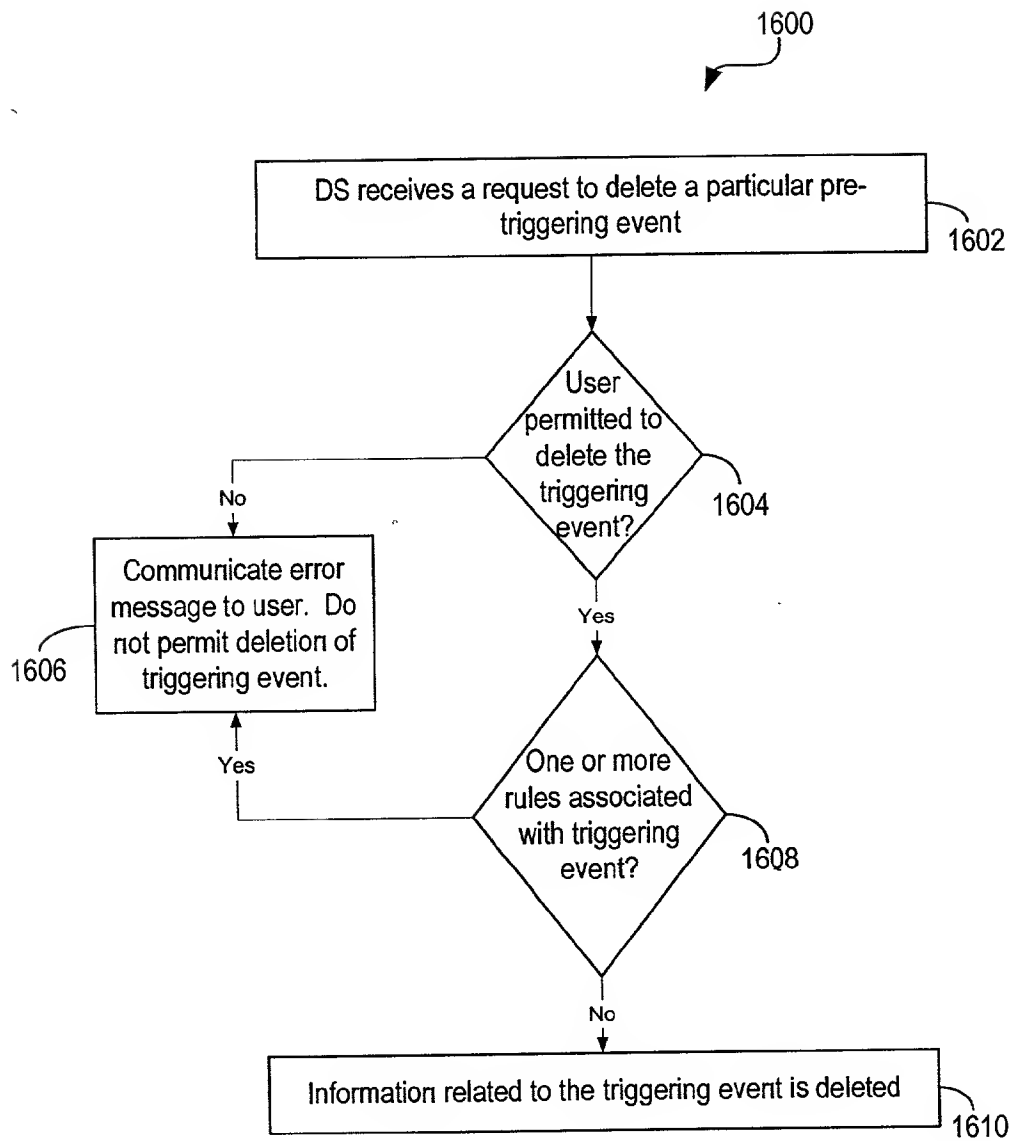 1600
DS receives a request to delete a particular pre-
triggering event
1602
User
permitted to
delete the
triggering
event?
1604
No
Communicate error
message to user. Do
not permit deletion of
triggering event.
1606
Yes
Yes
One or more
rules associated
with triggering
event?
1608
No
Information related to the triggering event is deleted
1610